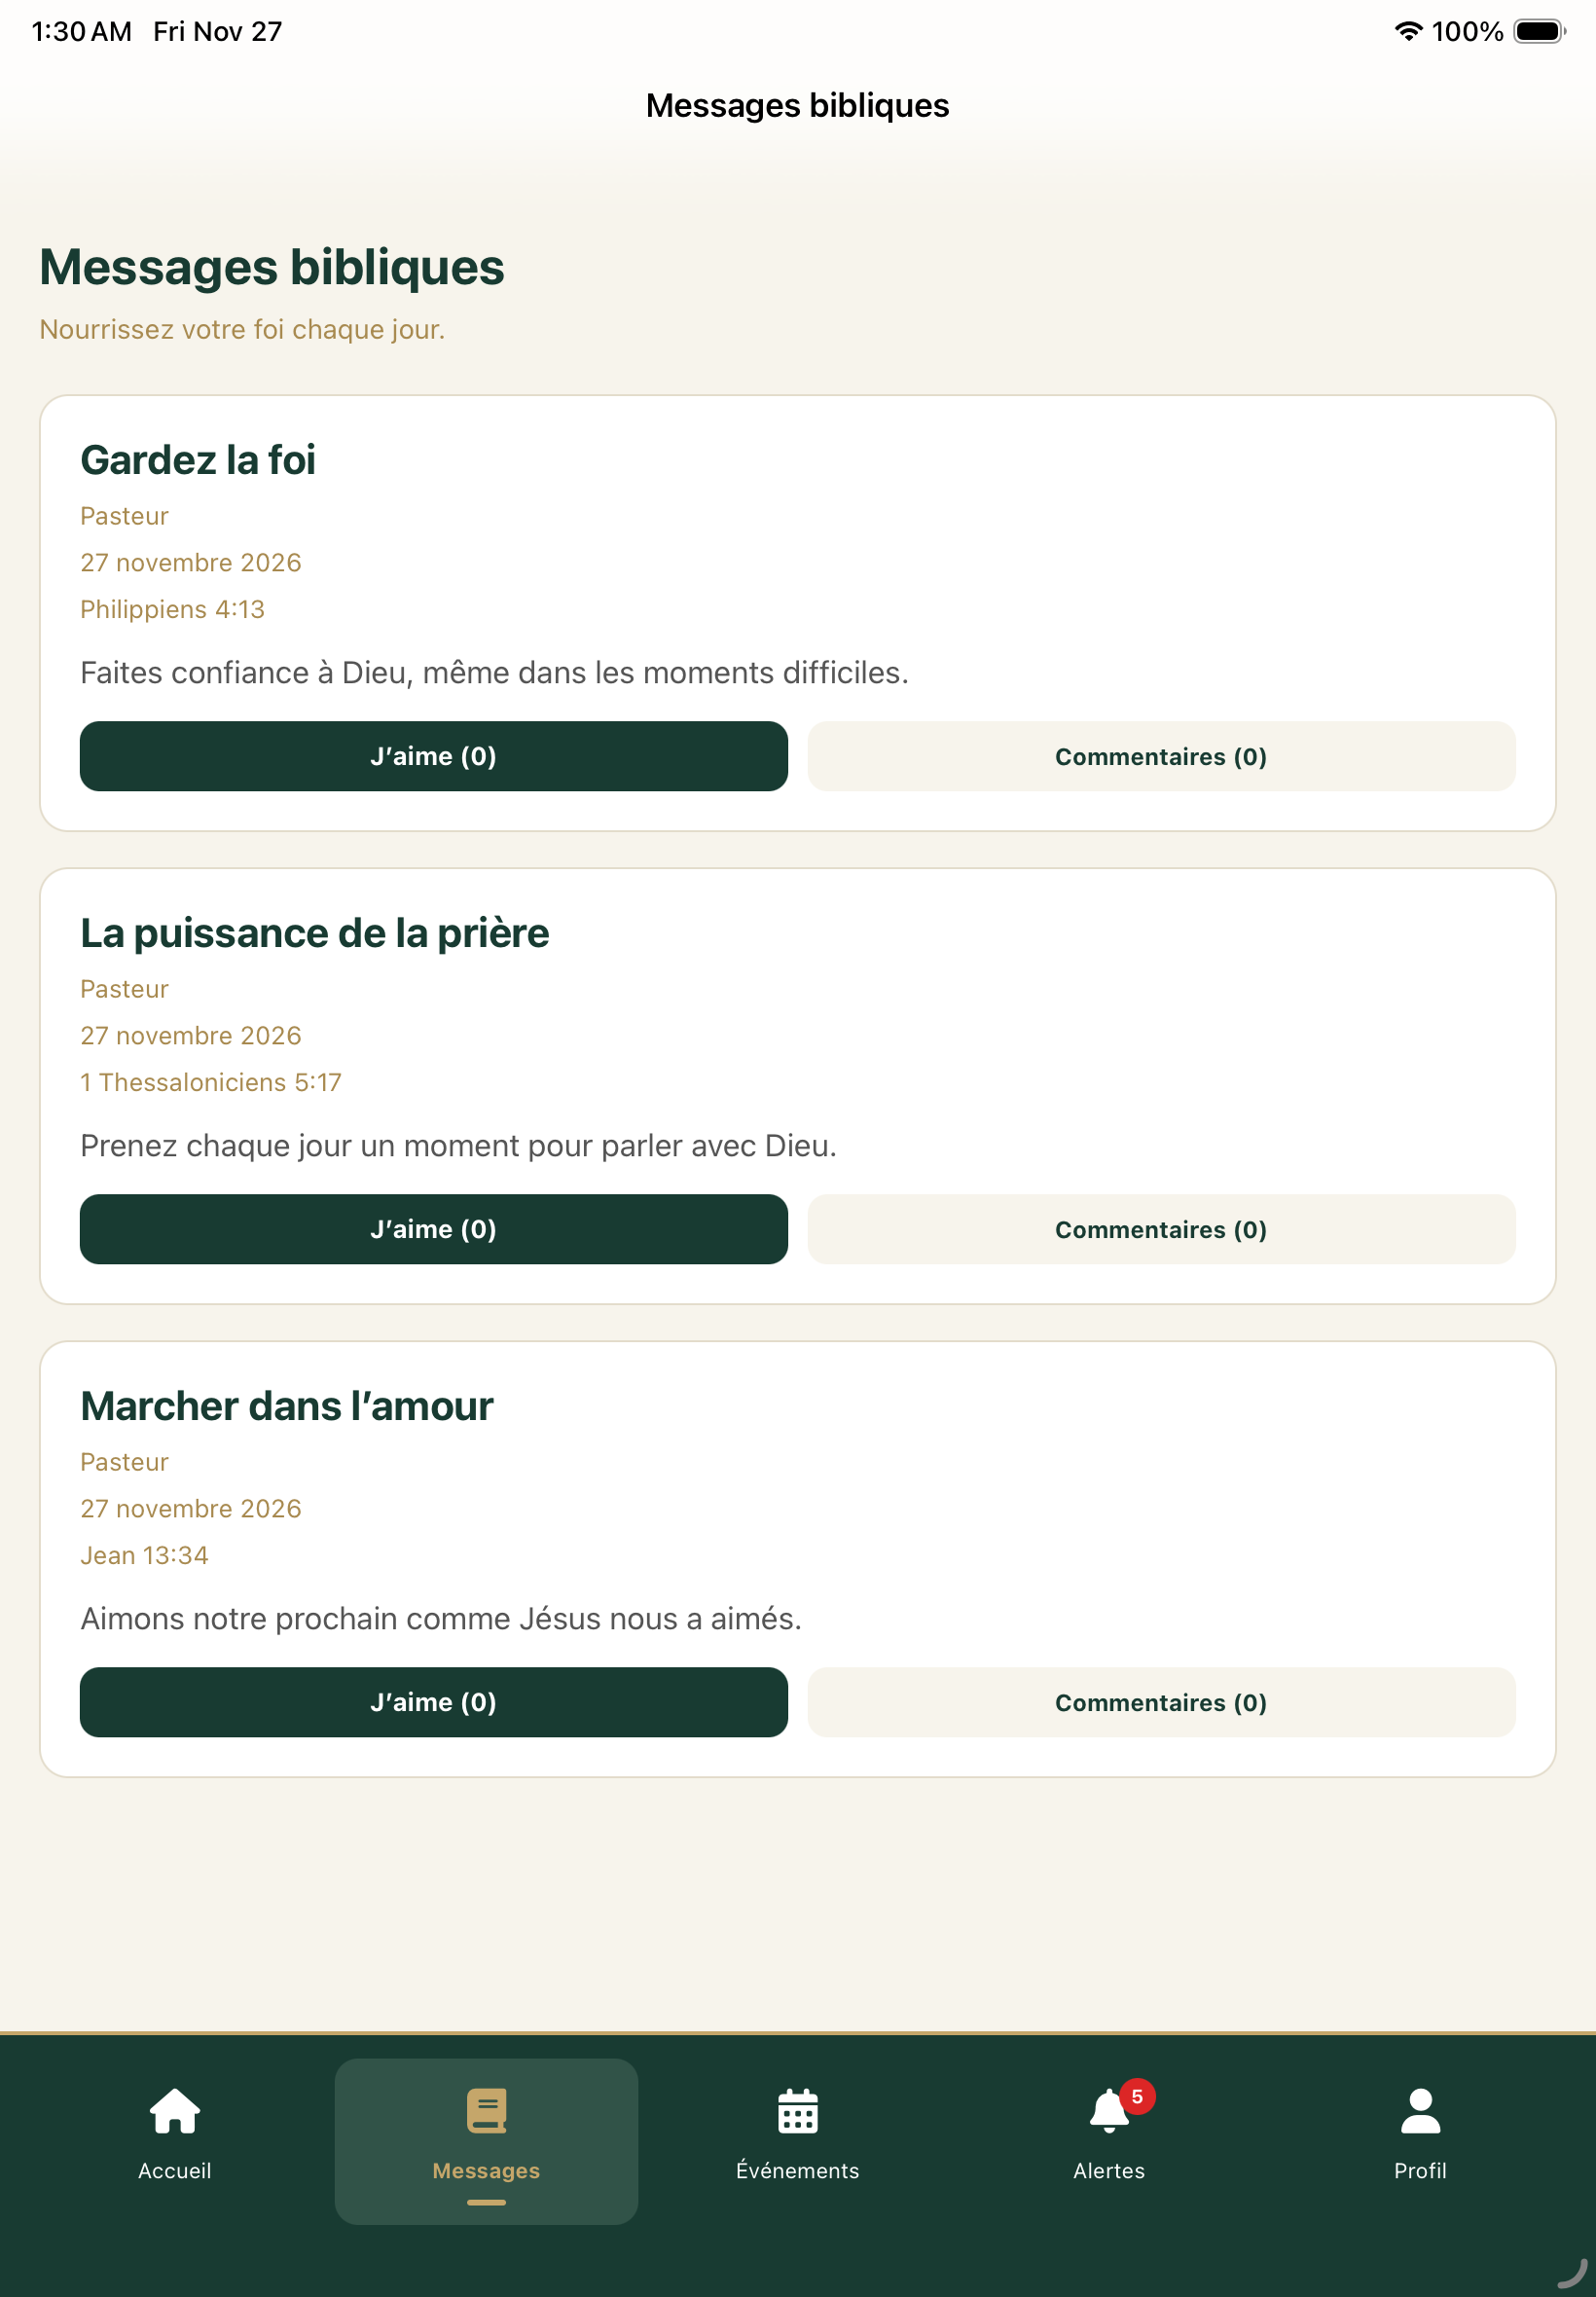 1:30 AM Fri Nov 27 100%
Messages bibliques
Messages bibliques
Nourrissez votre foi chaque jour.
Gardez la foi
Pasteur
27 novembre 2026
Philippiens 4:13
Faites confiance à Dieu, même dans les moments difficiles.
J’aime (0) Commentaires (0)
La puissance de la prière
Pasteur
27 novembre 2026
1 Thessaloniciens 5:17
Prenez chaque jour un moment pour parler avec Dieu.
J’aime (0) Commentaires (0)
Marcher dans l’amour
Pasteur
27 novembre 2026
Jean 13:34
Aimons notre prochain comme Jésus nous a aimés.
J’aime (0) Commentaires (0)
5
Accueil Messages Événements Alertes Profil